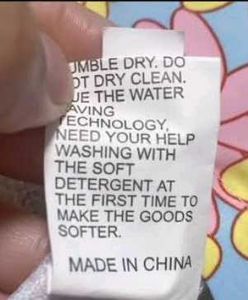 UMBLE DRY. DO
OT DRY CLEAN.
UE THE WATER
AVING
TECHNOLOGY,
NEED YOUR HELP
WASHING WITH
THE SOFT
DETERGENT AT
THE FIRST TIME TO
MAKE THE GOODS
SOFTER.
MADE IN CHINA